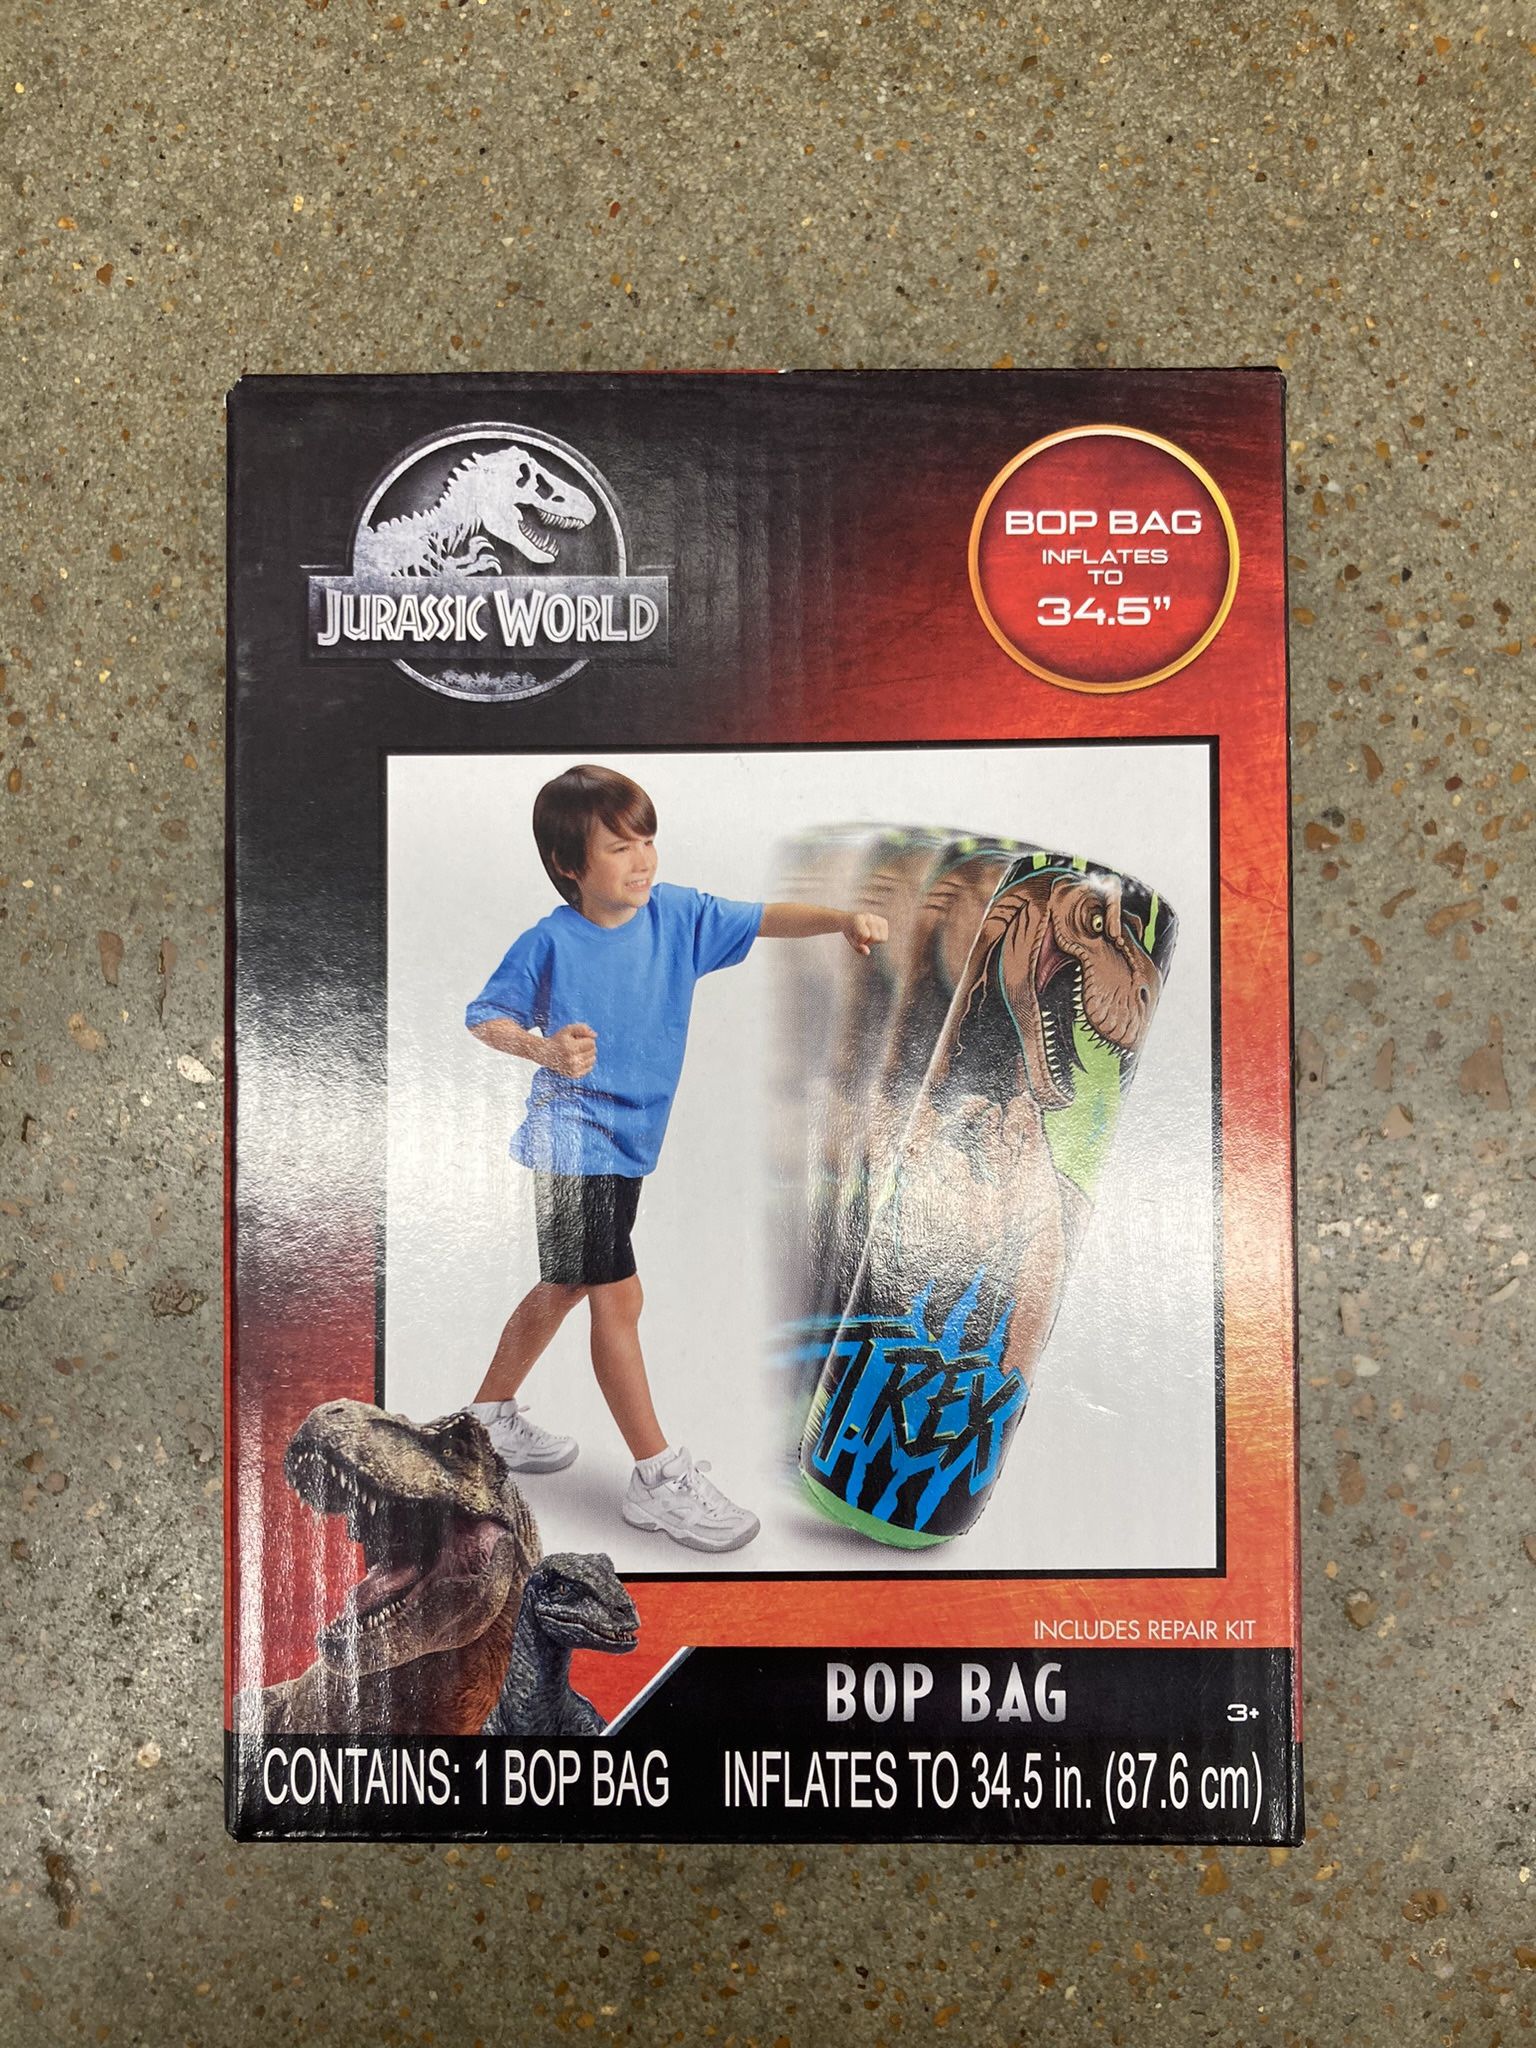 JURASSIC WORLD
BOP BAG
INFLATES
TO
34.5”
T.REX
INCLUDES REPAIR KIT
BOP BAG
3+
CONTAINS: 1 BOP BAG INFLATES TO 34.5 in. (87.6 cm)